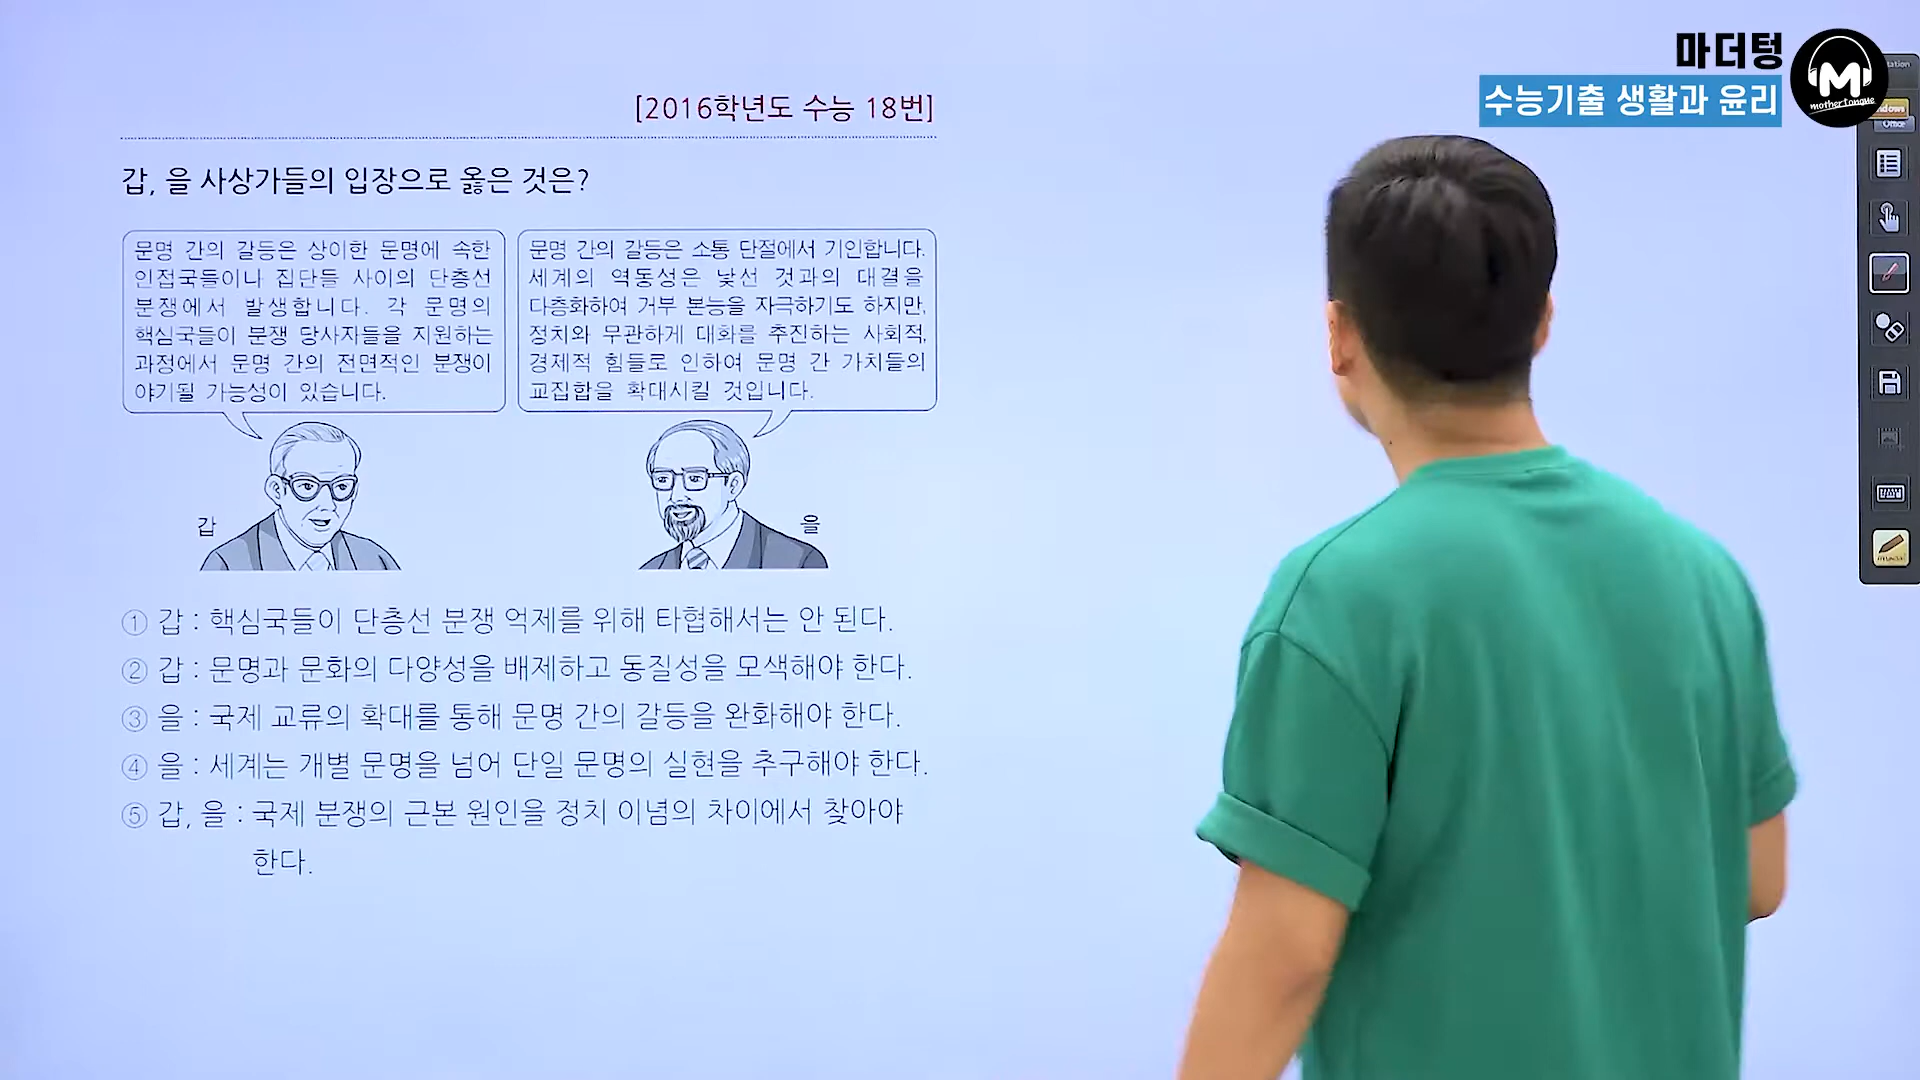 마더텅
수능기출 생활과 윤리
mothertongue
[2016학년도 수능 18번]
갑, 을 사상가들의 입장으로 옳은 것은?
문명 간의 갈등은 상이한 문명에 속한
인접국들이나 집단들 사이의 단층선
분쟁에서 발생합니다. 각 문명의
핵심국들이 분쟁 당사자들을 지원하는
과정에서 문명 간의 전면적인 분쟁이
야기될 가능성이 있습니다.
문명 간의 갈등은 소통 단절에서 기인합니다.
세계의 역동성은 낯선 것과의 대결을
다층화하여 거부 본능을 자극하기도 하지만,
정치와 무관하게 대화를 추진하는 사회적,
경제적 힘들로 인하여 문명 간 가치들의
교집합을 확대시킬 것입니다.
갑
을
① 갑 : 핵심국들이 단층선 분쟁 억제를 위해 타협해서는 안 된다.
② 갑 : 문명과 문화의 다양성을 배제하고 동질성을 모색해야 한다.
③ 을 : 국제 교류의 확대를 통해 문명 간의 갈등을 완화해야 한다.
④ 을 : 세계는 개별 문명을 넘어 단일 문명의 실현을 추구해야 한다.
⑤ 갑, 을 : 국제 분쟁의 근본 원인을 정치 이념의 차이에서 찾아야
한다.
Office